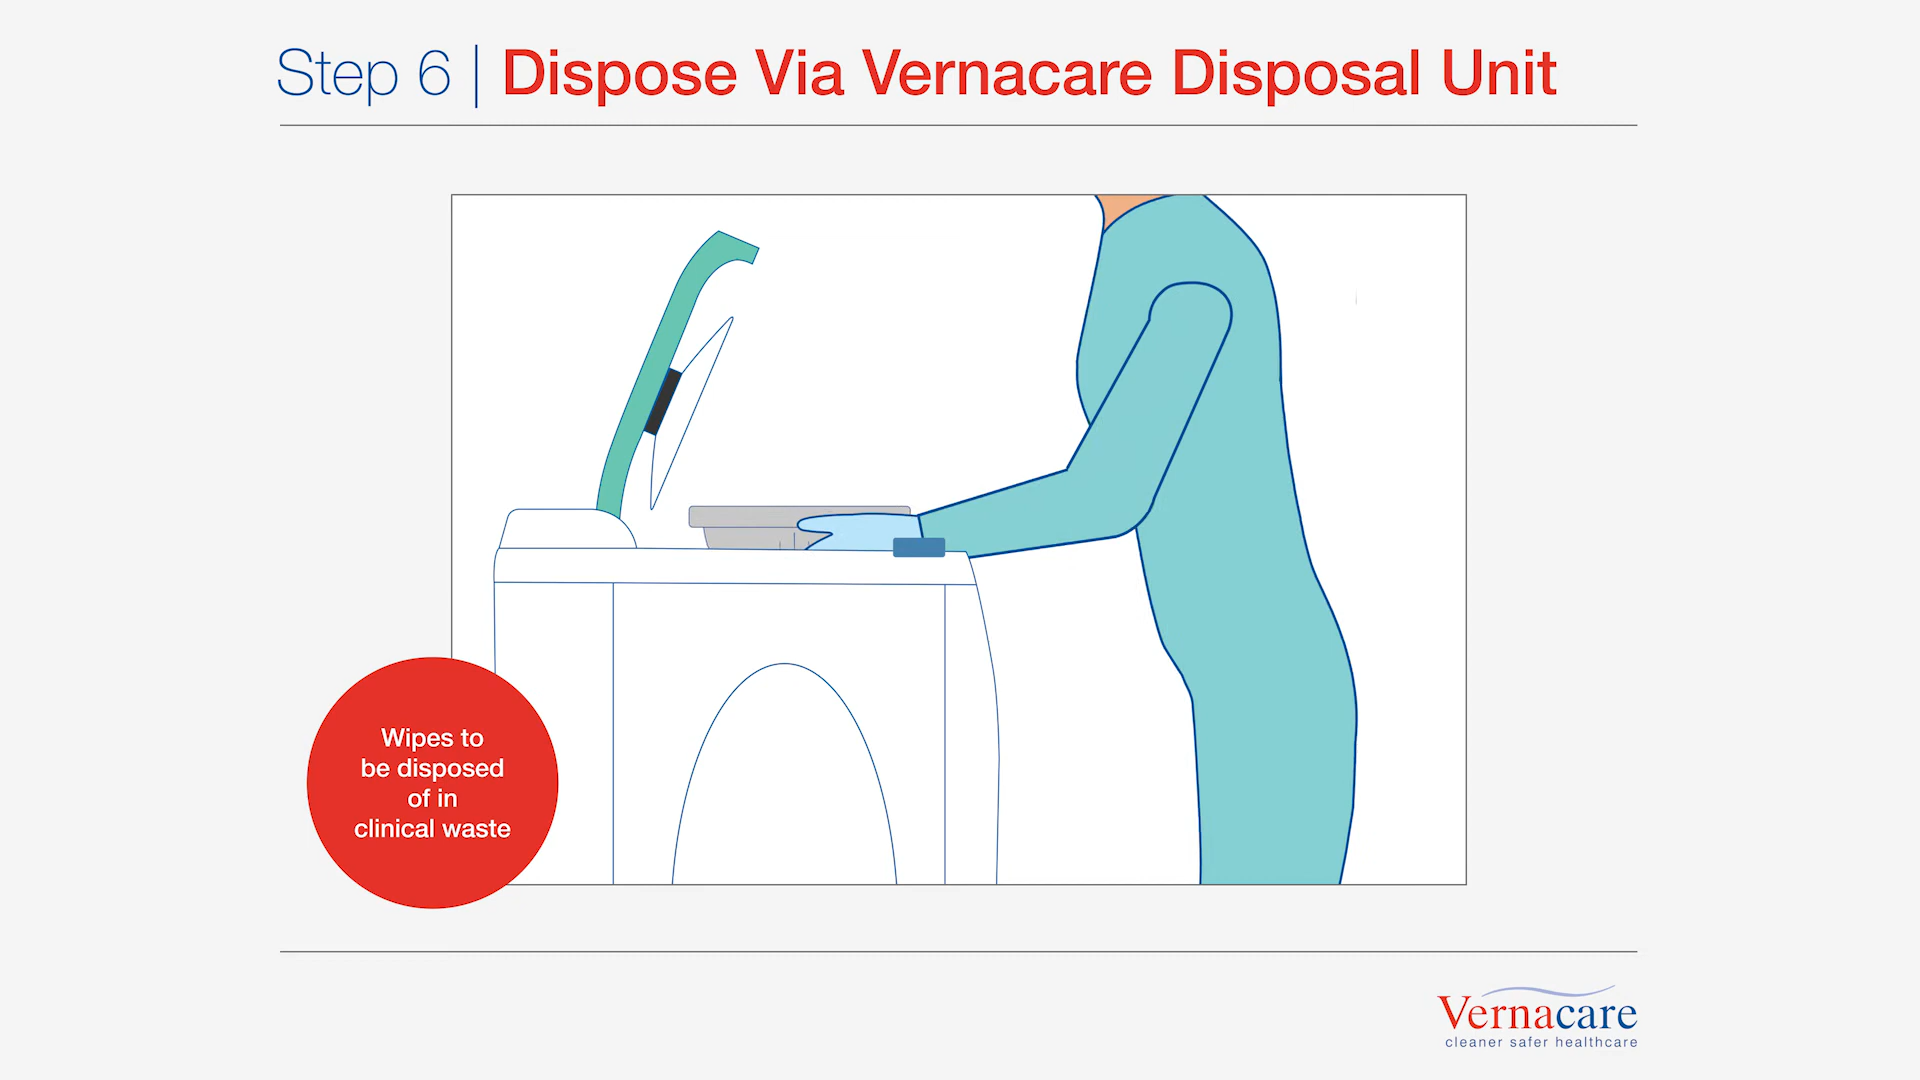 Step 6 | Dispose Via Vernacare Disposal Unit
Wipes to
be disposed
of in
clinical waste
Vernacare
cleaner safer healthcare